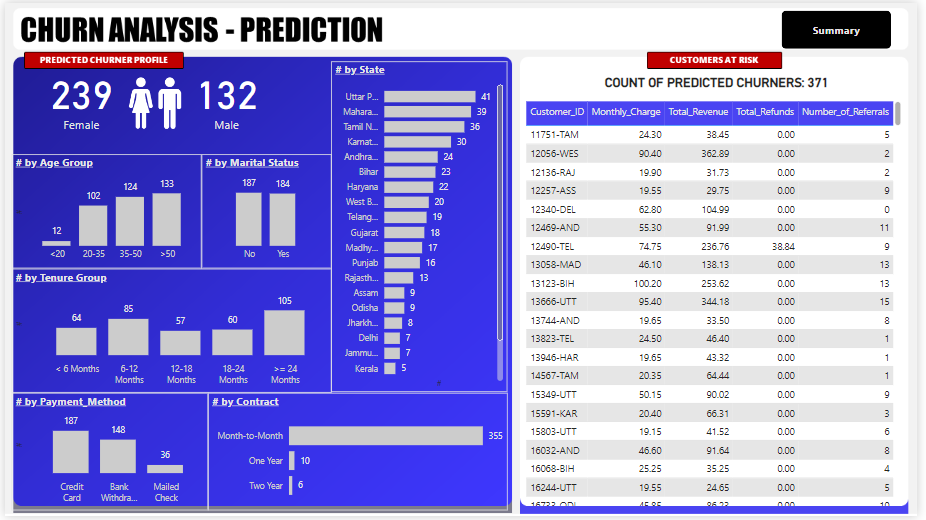 CHURN ANALYSIS - PREDICTION
Summary
PREDICTED CHURNER PROFILE
239
132
Female
Male
# by Age Group
12
102
124
133
<20
20-35
35-50
>50
# by Marital Status
187
184
No
Yes
# by Tenure Group
64
85
57
60
105
< 6 Months
6-12
Months
12-18
Months
18-24
Months
>= 24
Months
# by State
Uttar P... 41
Mahara... 39
Tamil N... 36
Karnat... 30
Andhra... 24
Bihar 23
Haryana 22
West B... 20
Telang... 19
Gujarat 18
Madhy... 17
Punjab 16
Rajasth... 13
Assam 9
Odisha 9
Jharkh... 8
Delhi 7
Jammu... 7
Kerala 5
# by Payment_Method
187
148
36
Credit
Card
Bank
Withdra...
Mailed
Check
# by Contract
Month-to-Month 355
One Year 10
Two Year 6
CUSTOMERS AT RISK
COUNT OF PREDICTED CHURNERS: 371
Customer_ID Monthly_Charge Total_Revenue Total_Refunds Number_of_Referrals
11751-TAM 24.30 38.45 0.00 5
12056-WES 90.40 362.89 0.00 2
12136-RAJ 19.90 31.73 0.00 2
12257-ASS 19.55 29.75 0.00 9
12340-DEL 62.80 104.99 0.00 0
12469-AND 55.30 91.99 0.00 11
12490-TEL 74.75 236.76 38.84 9
13058-MAD 46.10 138.13 0.00 13
13123-BIH 100.20 253.62 0.00 13
13666-UTT 95.40 344.18 0.00 15
13744-AND 19.65 33.50 0.00 8
13823-TEL 24.50 46.40 0.00 1
13946-HAR 19.65 43.32 0.00 1
14567-TAM 20.35 64.44 0.00 1
15349-UTT 50.15 90.02 0.00 9
15591-KAR 20.40 66.31 0.00 3
15803-UTT 19.15 41.52 0.00 6
16032-AND 46.60 91.64 0.00 8
16068-BIH 25.25 35.25 0.00 4
16244-UTT 19.55 24.65 0.00 5